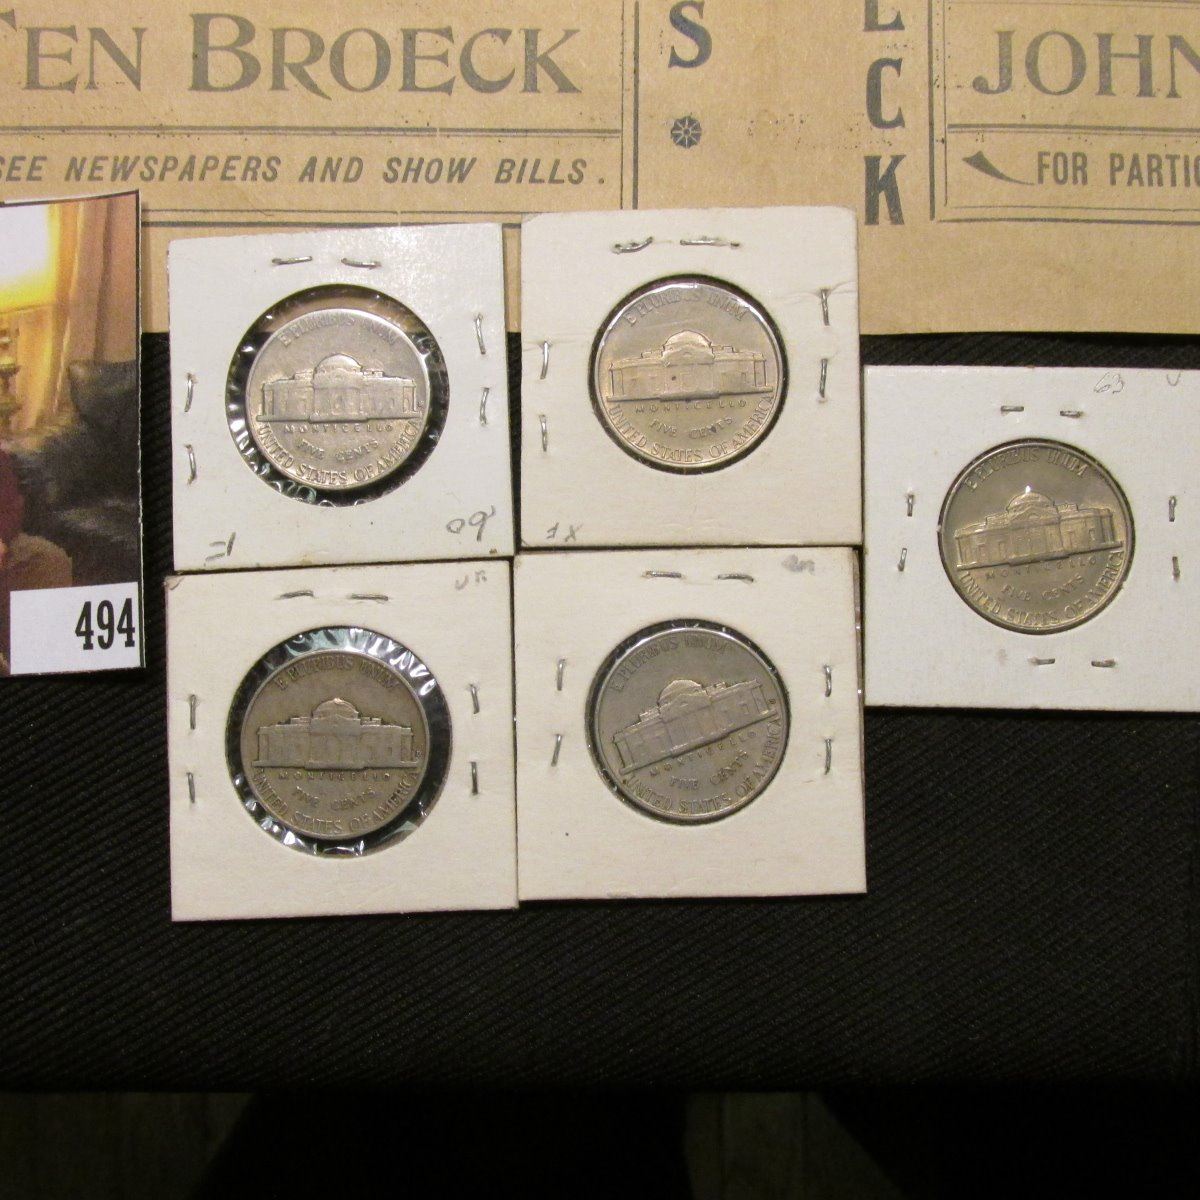 TEN BROECK
SEE NEWSPAPERS AND SHOW BILLS.
S
E
C
K
JOHN
FOR PARTIC
494
E PLURIBUS UNUM
MONTICELLO
FIVE CENTS
UNITED STATES OF AMERICA
E PLURIBUS UNUM
MONTICELLO
FIVE CENTS
UNITED STATES OF AMERICA
63
E PLURIBUS UNUM
MONTICELLO
FIVE CENTS
UNITED STATES OF AMERICA
E PLURIBUS UNUM
MONTICELLO
FIVE CENTS
UNITED STATES OF AMERICA
E PLURIBUS UNUM
MONTICELLO
FIVE CENTS
UNITED STATES OF AMERICA